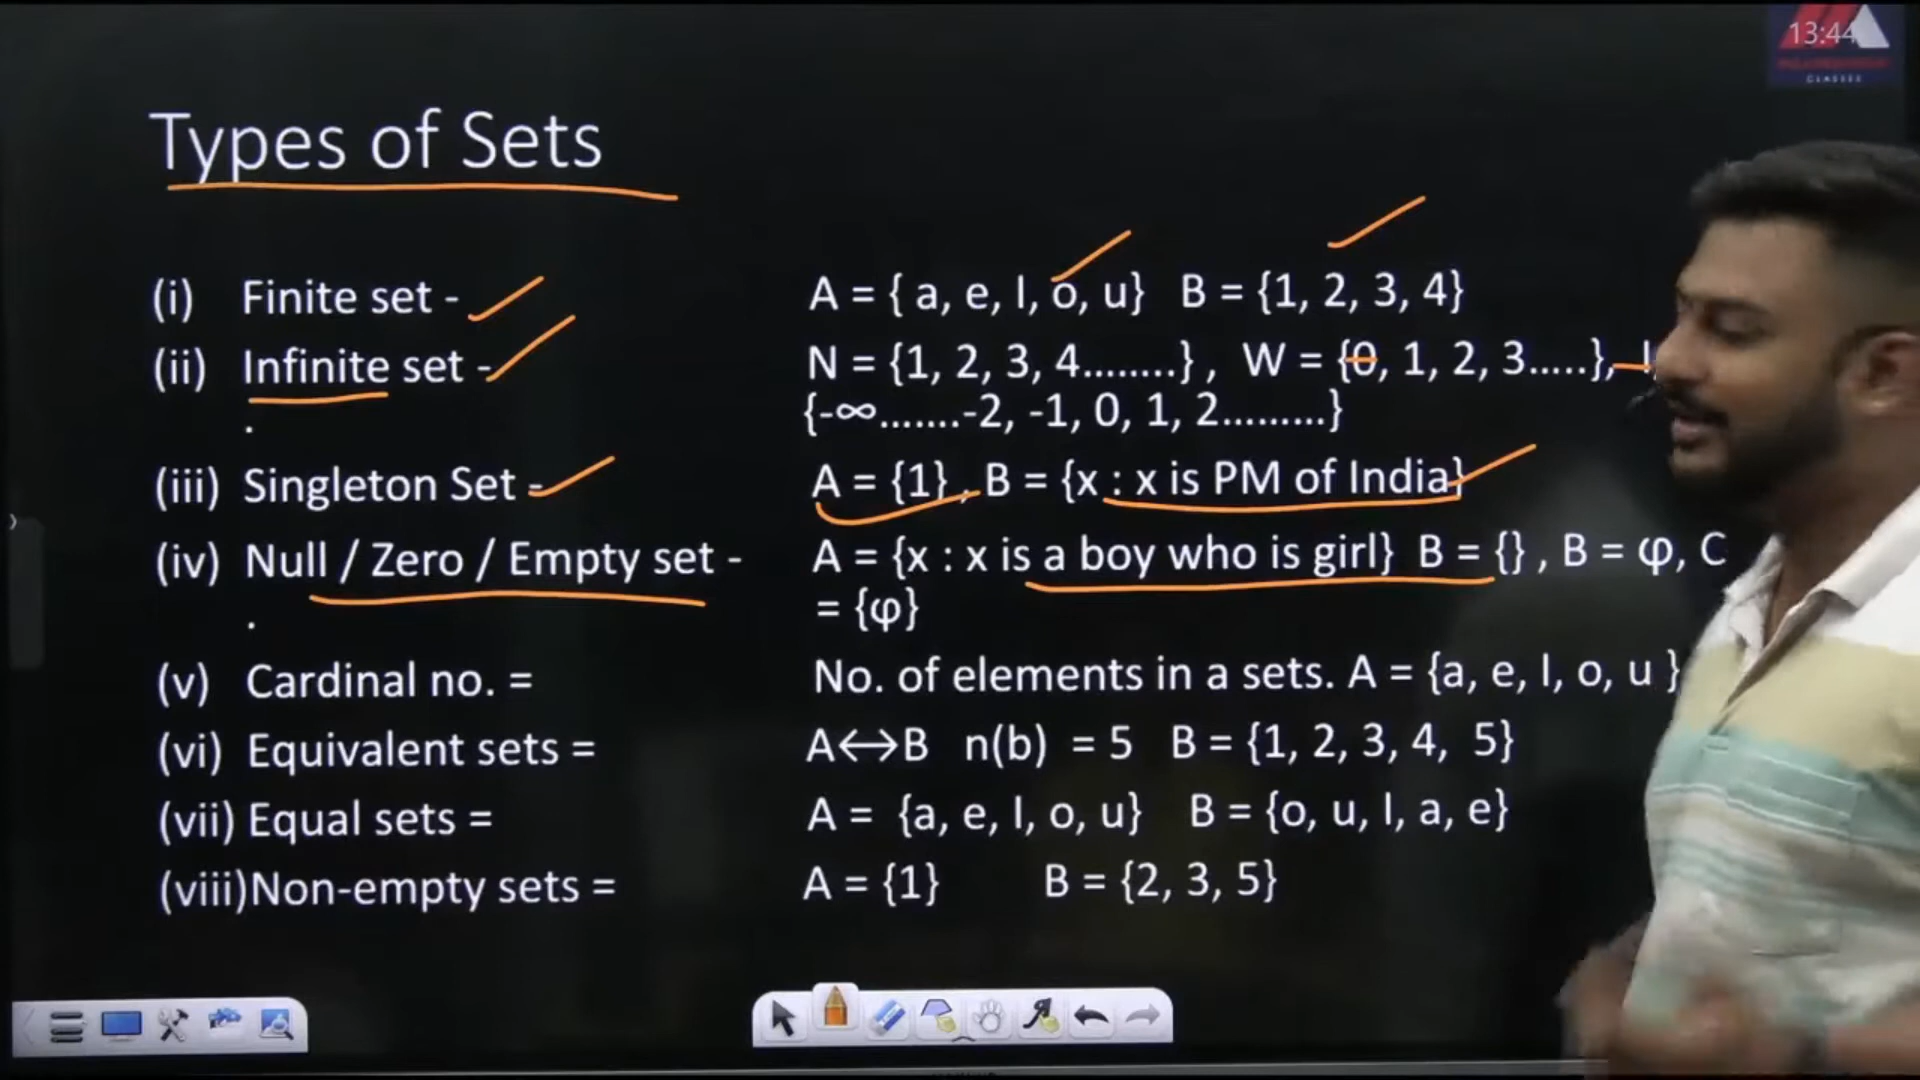 13:44
CLASSES
Types of Sets
(i) Finite set - A = { a, e, I, o, u} B = {1, 2, 3, 4}
(ii) Infinite set - N = {1, 2, 3, 4........} , W = {0, 1, 2, 3.....}, I
. {-∞.......-2, -1, 0, 1, 2.........}
(iii) Singleton Set - A = {1} , B = {x : x is PM of India}
(iv) Null / Zero / Empty set - A = {x : x is a boy who is girl} B = {} , B = φ, C
. = {φ}
(v) Cardinal no. = No. of elements in a sets. A = {a, e, I, o, u }
(vi) Equivalent sets = A↔B n(b) = 5 B = {1, 2, 3, 4, 5}
(vii) Equal sets = A = {a, e, I, o, u} B = {o, u, I, a, e}
(viii)Non-empty sets = A = {1} B = {2, 3, 5}